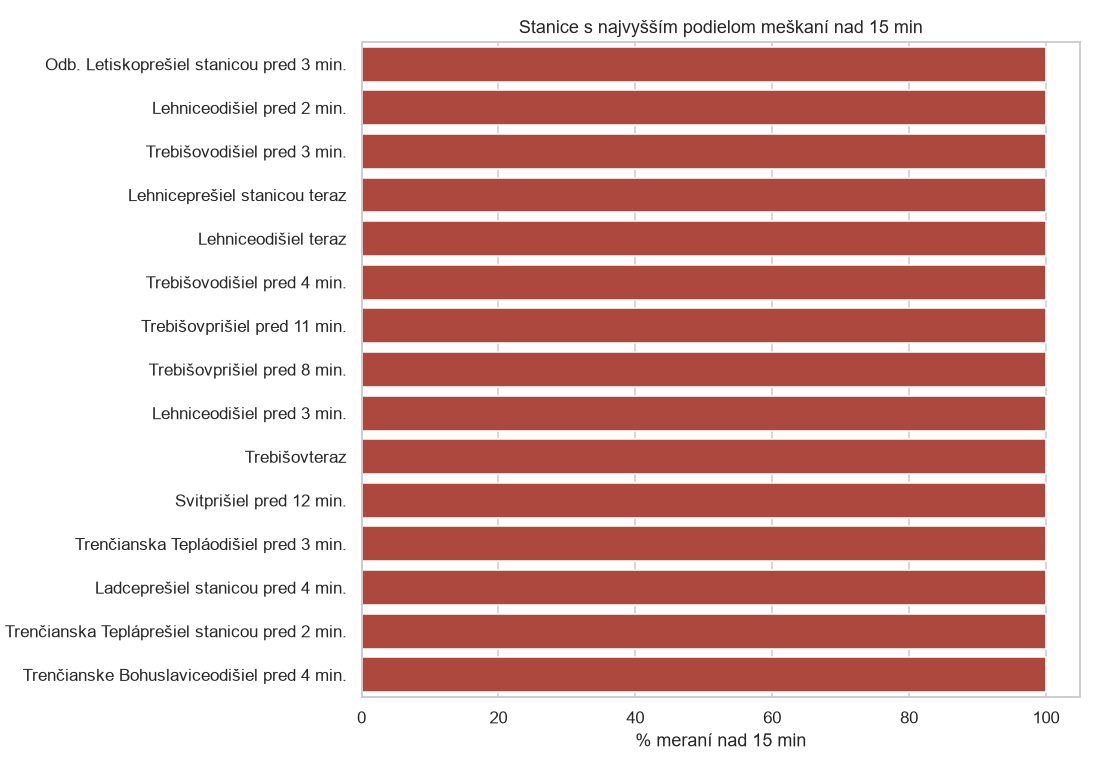 Stanice s najvyšším podielom meškaní nad 15 min
Odb. Letiskoprešiel stanicou pred 3 min.
Lehniceodišiel pred 2 min.
Trebišovodišiel pred 3 min.
Lehniceprešiel stanicou teraz
Lehniceodišiel teraz
Trebišovodišiel pred 4 min.
Trebišovprišiel pred 11 min.
Trebišovprišiel pred 8 min.
Lehniceodišiel pred 3 min.
Trebišovteraz
Svitprišiel pred 12 min.
Trenčianska Tepláodišiel pred 3 min.
Ladceprešiel stanicou pred 4 min.
Trenčianska Tepláprešiel stanicou pred 2 min.
Trenčianske Bohuslaviceodišiel pred 4 min.
0 20 40 60 80 100
% meraní nad 15 min